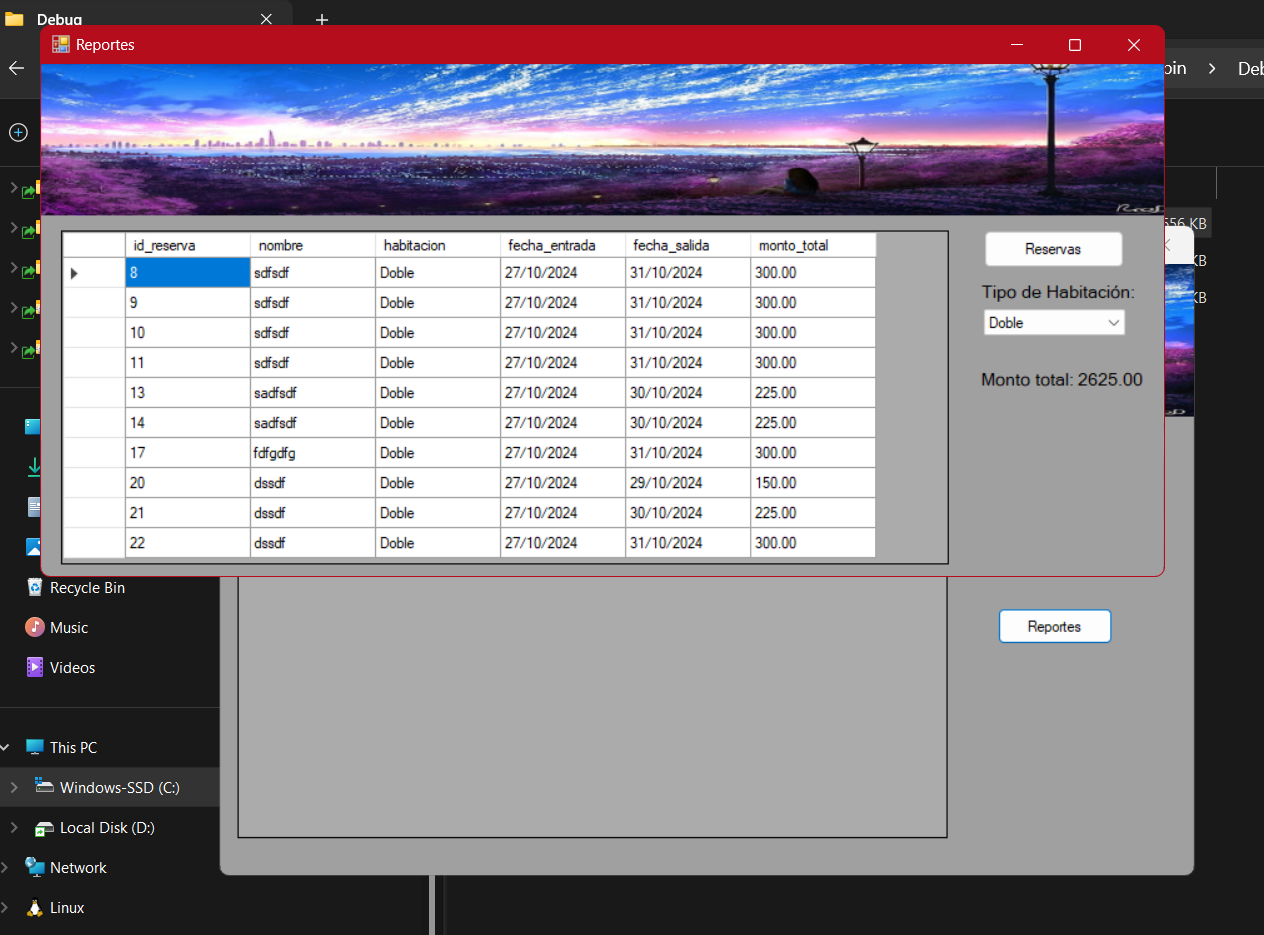 Debug
Reportes
bin > Deb
id_reserva nombre habitacion fecha_entrada fecha_salida monto_total
8 sdfsdf Doble 27/10/2024 31/10/2024 300.00
9 sdfsdf Doble 27/10/2024 31/10/2024 300.00
10 sdfsdf Doble 27/10/2024 31/10/2024 300.00
11 sdfsdf Doble 27/10/2024 31/10/2024 300.00
13 sadfsdf Doble 27/10/2024 30/10/2024 225.00
14 sadfsdf Doble 27/10/2024 30/10/2024 225.00
17 fdfgdfg Doble 27/10/2024 31/10/2024 300.00
20 dssdf Doble 27/10/2024 29/10/2024 150.00
21 dssdf Doble 27/10/2024 30/10/2024 225.00
22 dssdf Doble 27/10/2024 31/10/2024 300.00
Reservas
Tipo de Habitación:
Doble
Monto total: 2625.00
556 KB
KB
KB
Reportes
Recycle Bin
Music
Videos
This PC
Windows-SSD (C:)
Local Disk (D:)
Network
Linux